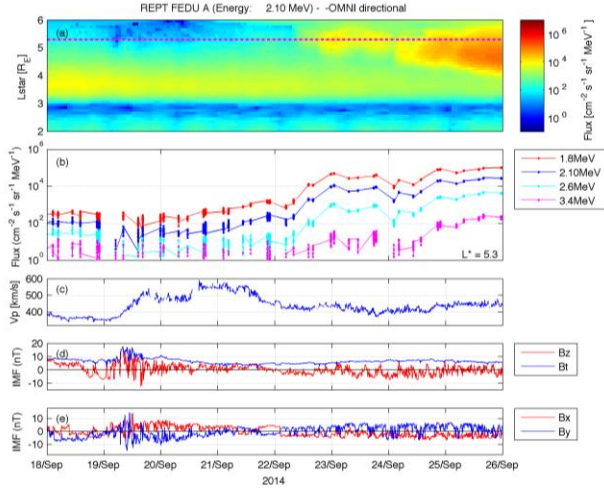 REPT FEDU A (Energy: 2.10 MeV) - -OMNI directional
(a)
Lstar [R_E]
6
5
4
3
2
10^6
10^4
10^2
10^0
Flux [cm^-2 s^-1 sr^-1 MeV^-1]
(b)
Flux (cm^-2 s^-1 sr^-1 MeV^-1)
10^6
10^4
10^2
10^0
L* = 5.3
1.8MeV
2.10MeV
2.6MeV
3.4MeV
(c)
Vp [km/s]
600
500
400
(d)
IMF (nT)
20
10
0
-10
Bz
Bt
(e)
IMF (nT)
10
0
-10
Bx
By
18/Sep 19/Sep 20/Sep 21/Sep 22/Sep 23/Sep 24/Sep 25/Sep 26/Sep
2014